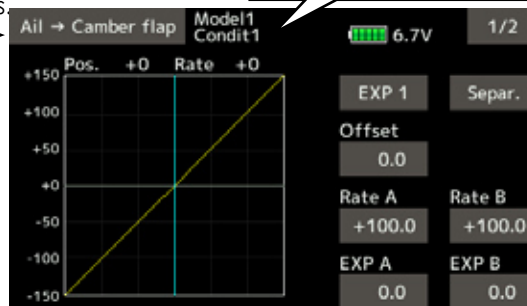 s.
Ail → Camber flap Model1 6.7V 1/2
Condit1
Pos. +0 Rate +0
+150
+100
+50
+0
-50
-100
-150
EXP 1 Separ.
Offset
0.0
Rate A Rate B
+100.0 +100.0
EXP A EXP B
0.0 0.0